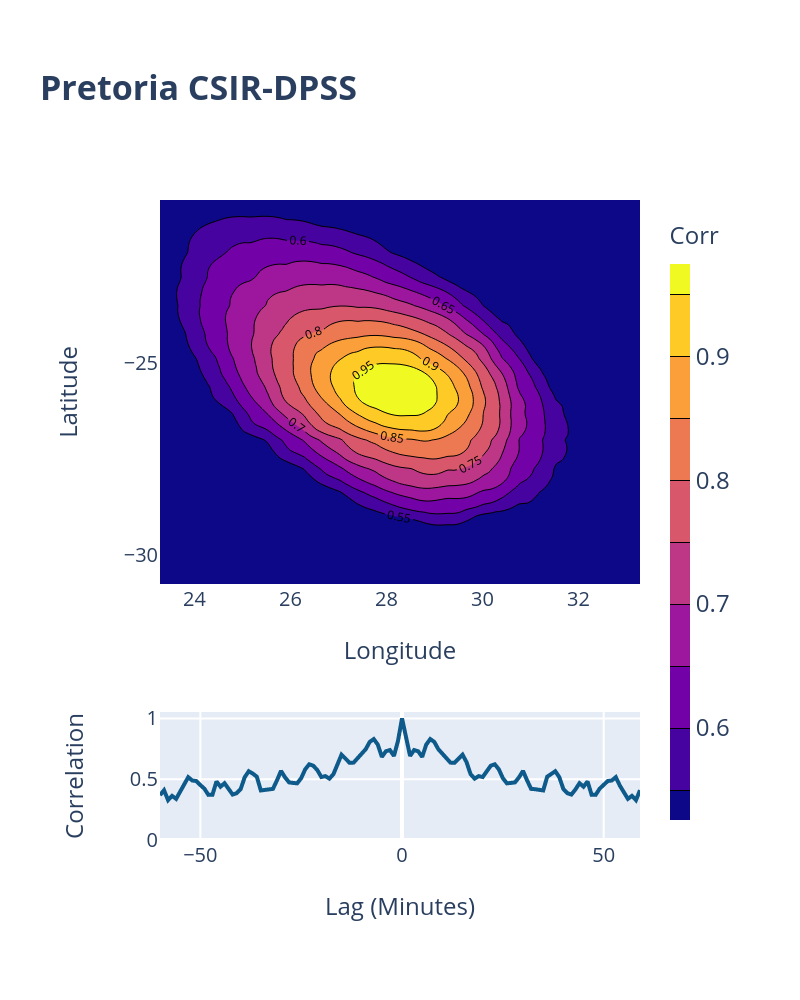 Pretoria CSIR-DPSS
Corr
0.6
0.65
0.8
0.9
0.95
0.7
0.85
0.75
0.55
Latitude
−25
−30
24 26 28 30 32
Longitude
0.9
0.8
0.7
0.6
Correlation
1
0.5
0
−50 0 50
Lag (Minutes)